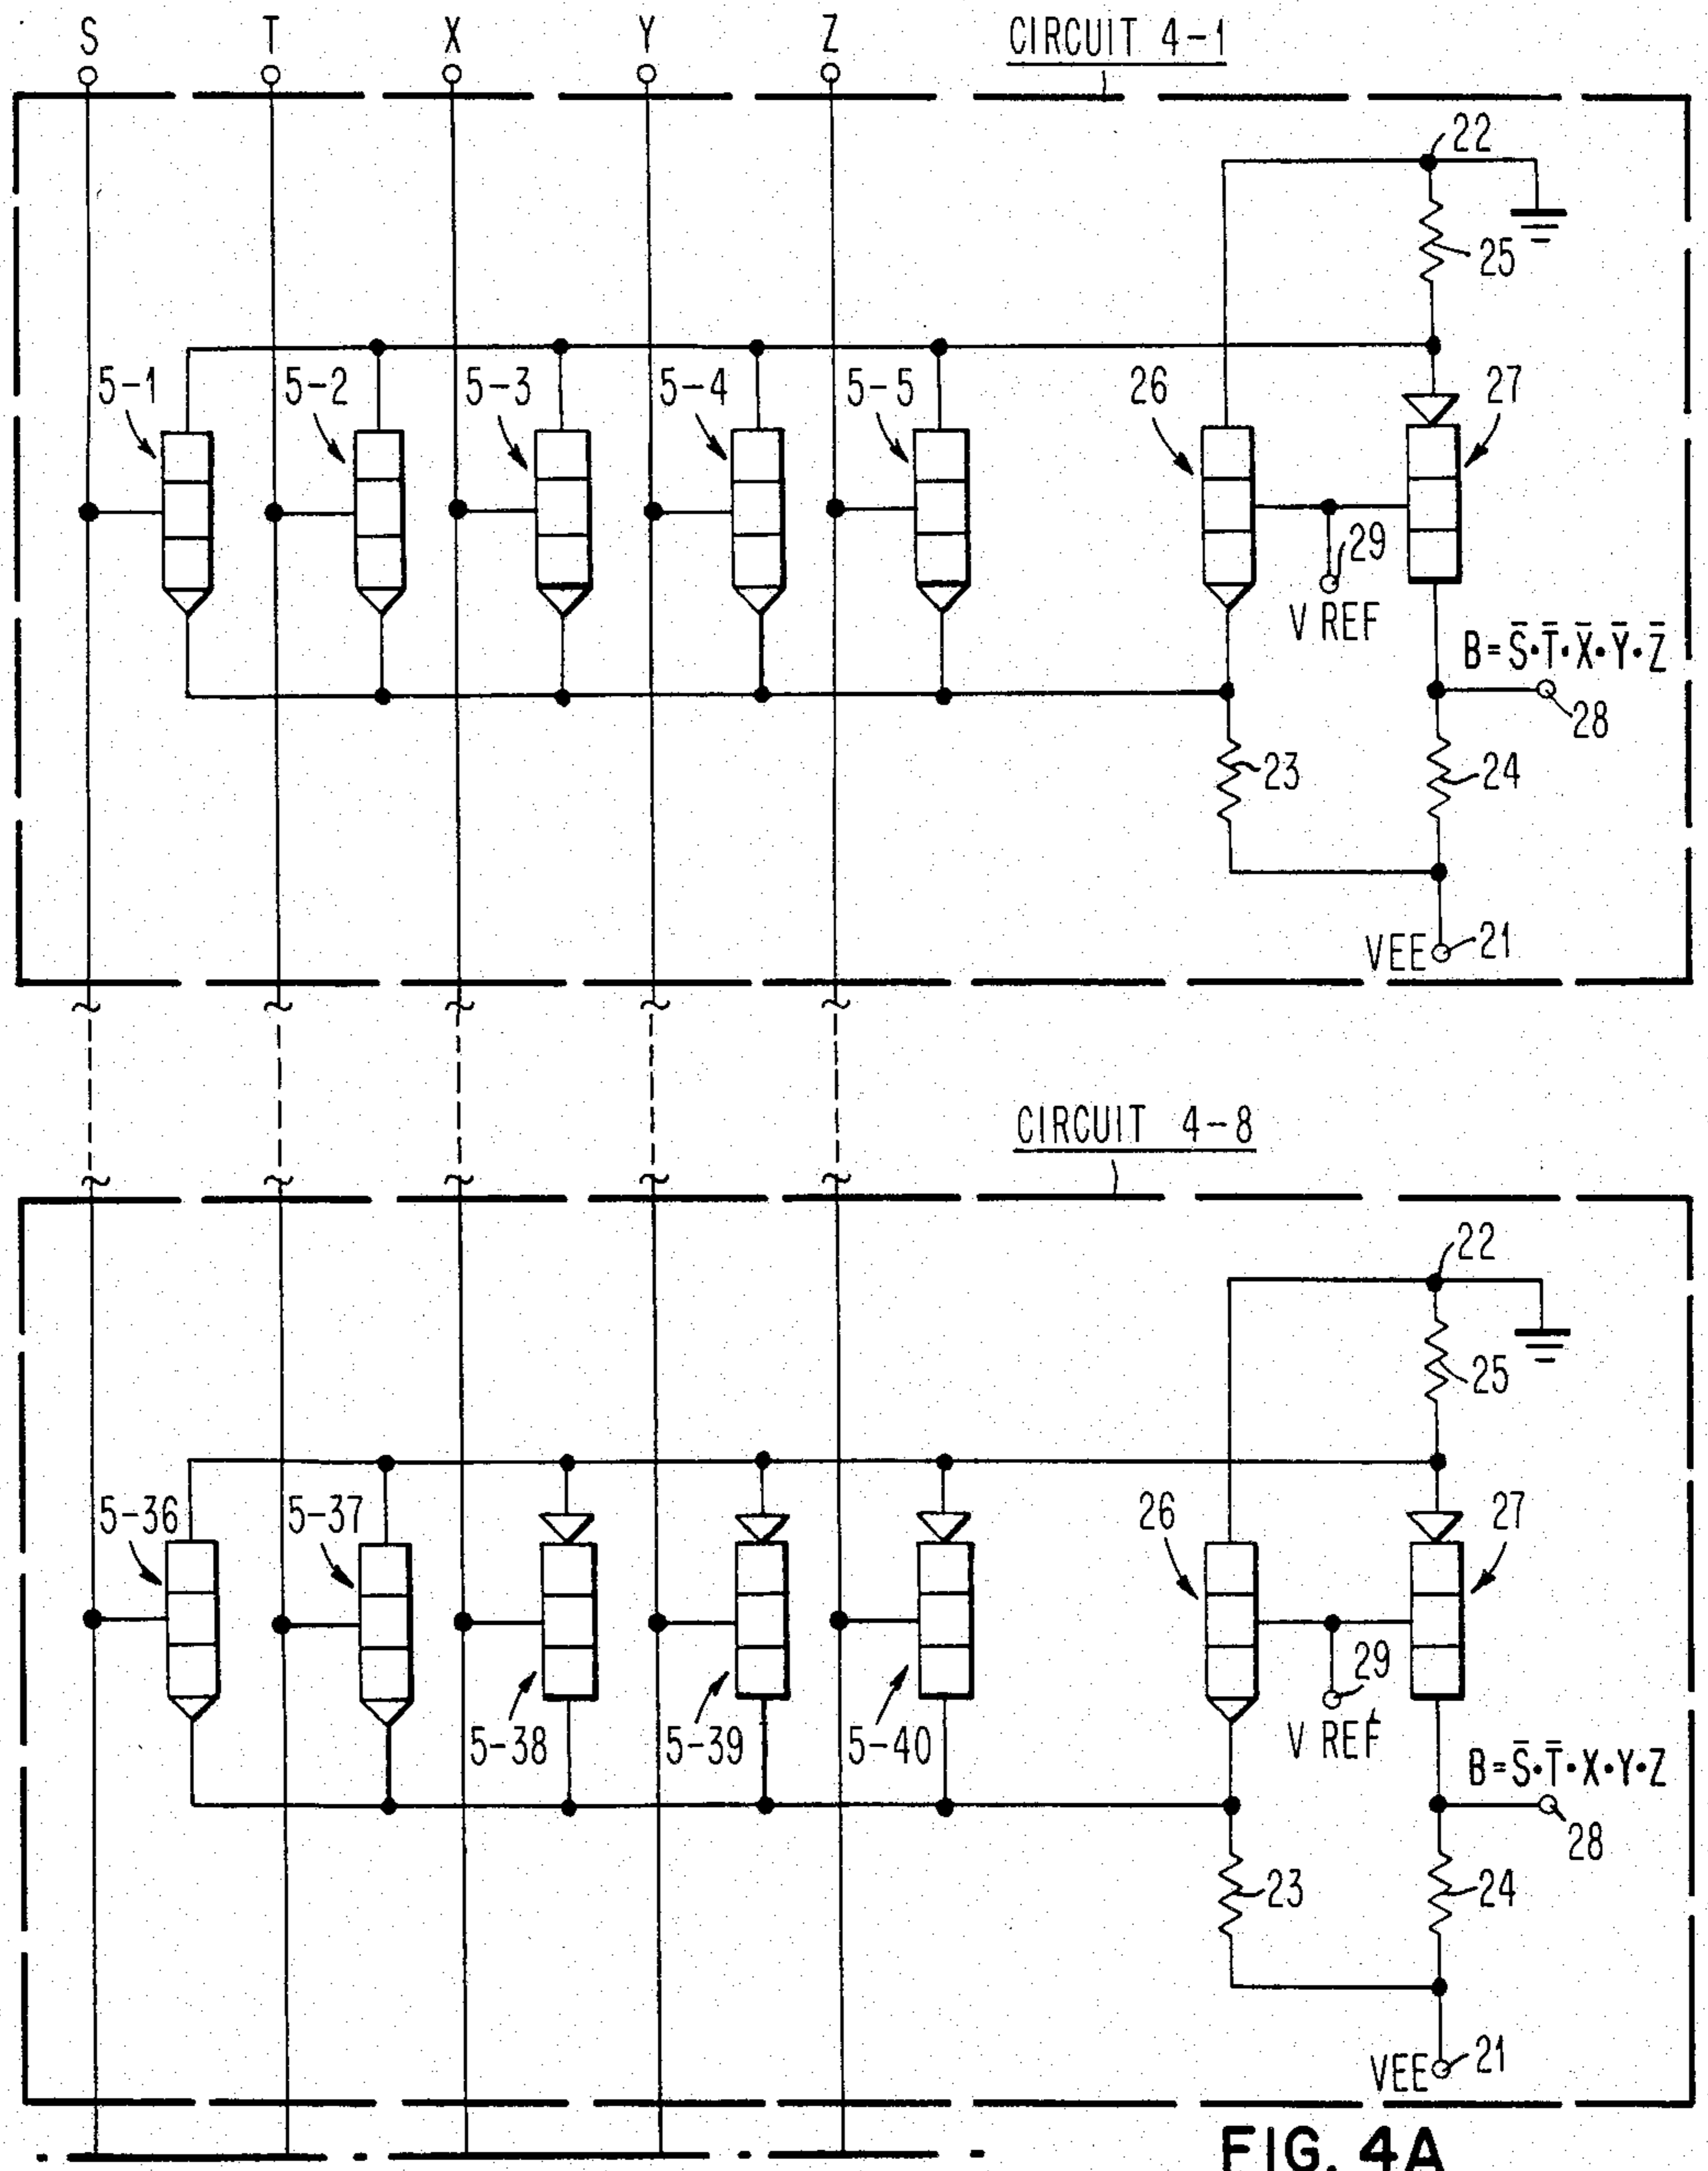 S T X Y Z
CIRCUIT 4-1
22
25
5-1 5-2 5-3 5-4 5-5 26 27
29
V REF
B=S̄·T̄·X̄·Ȳ·Z̄
28
23 24
VEE 21
CIRCUIT 4-8
22
25
5-36 5-37 26 27
29
5-38 5-39 5-40 V REF
B=S̄·T̄·X·Y·Z
28
23 24
VEE 21
FIG. 4A